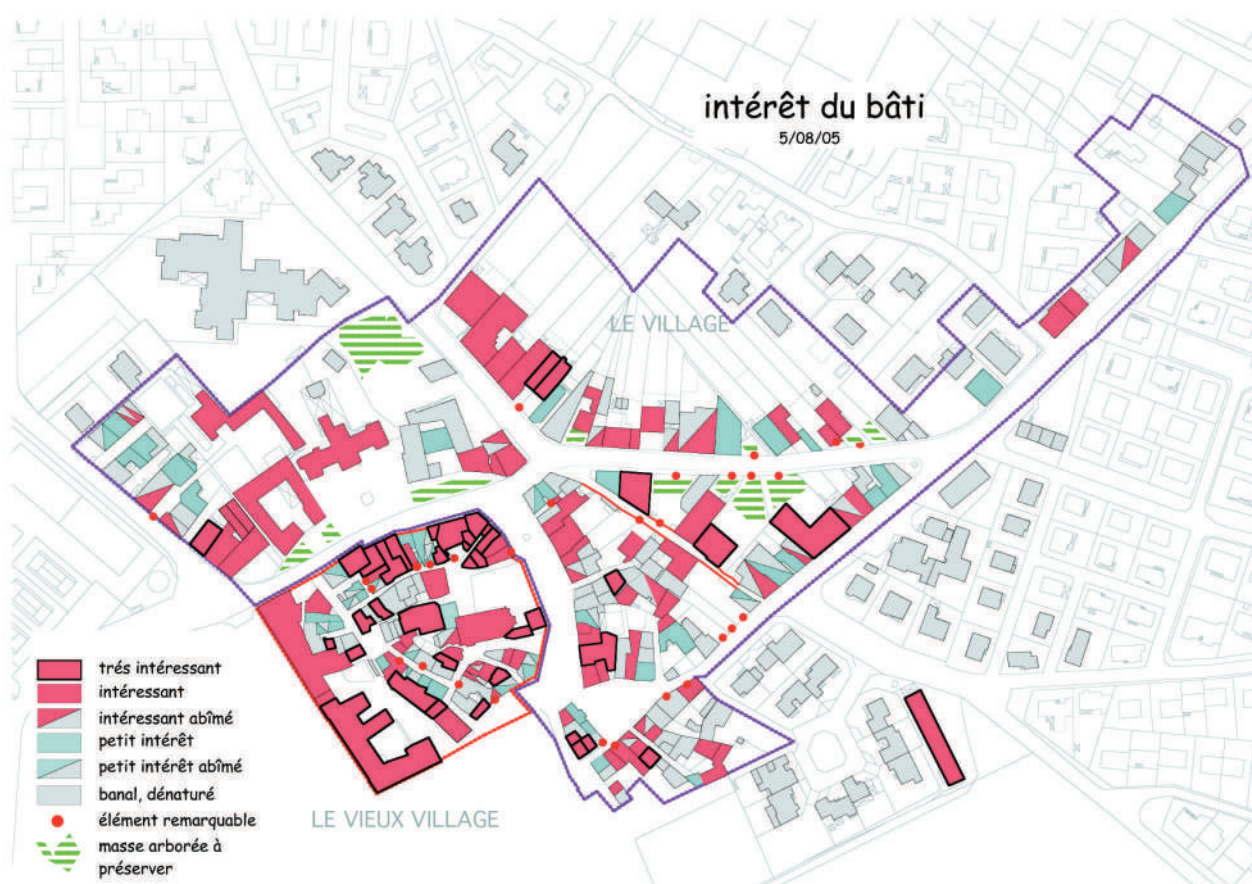 intérêt du bâti
5/08/05
LE VILLAGE
trés intéressant
intéressant
intéressant abîmé
petit intérêt
petit intérêt abîmé
banal, dénaturé
élément remarquable
masse arborée à
préserver
LE VIEUX VILLAGE